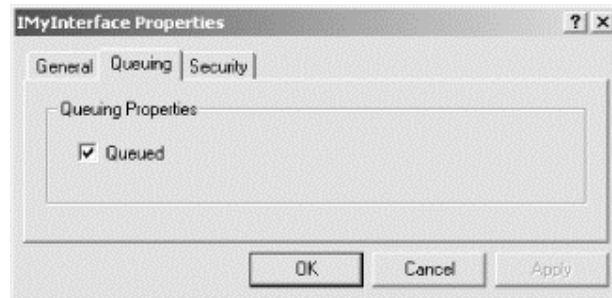 IMyInterface Properties
General Queuing Security
Queuing Properties
Queued
OK Cancel Apply